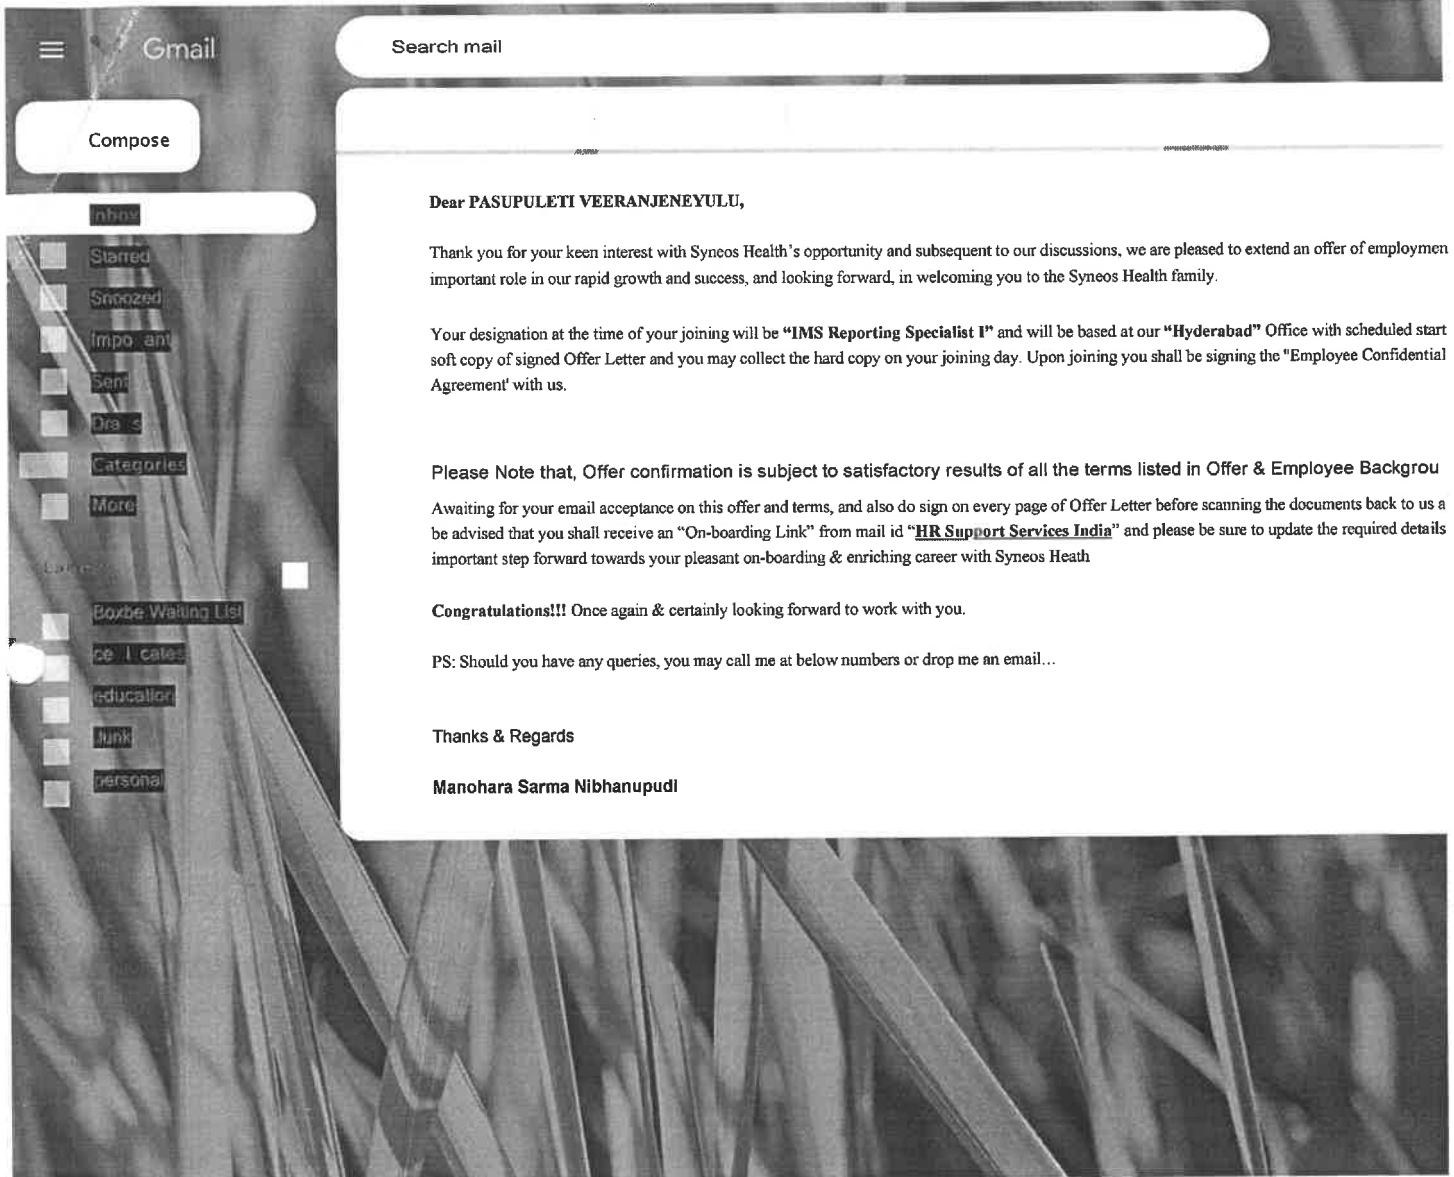 Gmail
Search mail
Compose
Inbox
Starred
Snoozed
Impo ant
Sent
Dra s
Categories
More
Boxbe Waiting List
ce i cates
education
Junk
personal
Dear PASUPULETI VEERANJENEYULU,
Thank you for your keen interest with Syneos Health's opportunity and subsequent to our discussions, we are pleased to extend an offer of employmen
important role in our rapid growth and success, and looking forward, in welcoming you to the Syneos Health family.
Your designation at the time of your joining will be "IMS Reporting Specialist I" and will be based at our "Hyderabad" Office with scheduled start
soft copy of signed Offer Letter and you may collect the hard copy on your joining day. Upon joining you shall be signing the "Employee Confidential
Agreement' with us.
Please Note that, Offer confirmation is subject to satisfactory results of all the terms listed in Offer & Employee Backgrou
Awaiting for your email acceptance on this offer and terms, and also do sign on every page of Offer Letter before scanning the documents back to us a
be advised that you shall receive an "On-boarding Link" from mail id "HR Support Services India" and please be sure to update the required details
important step forward towards your pleasant on-boarding & enriching career with Syneos Heath
Congratulations!!! Once again & certainly looking forward to work with you.
PS: Should you have any queries, you may call me at below numbers or drop me an email…
Thanks & Regards
Manohara Sarma Nibhanupudi